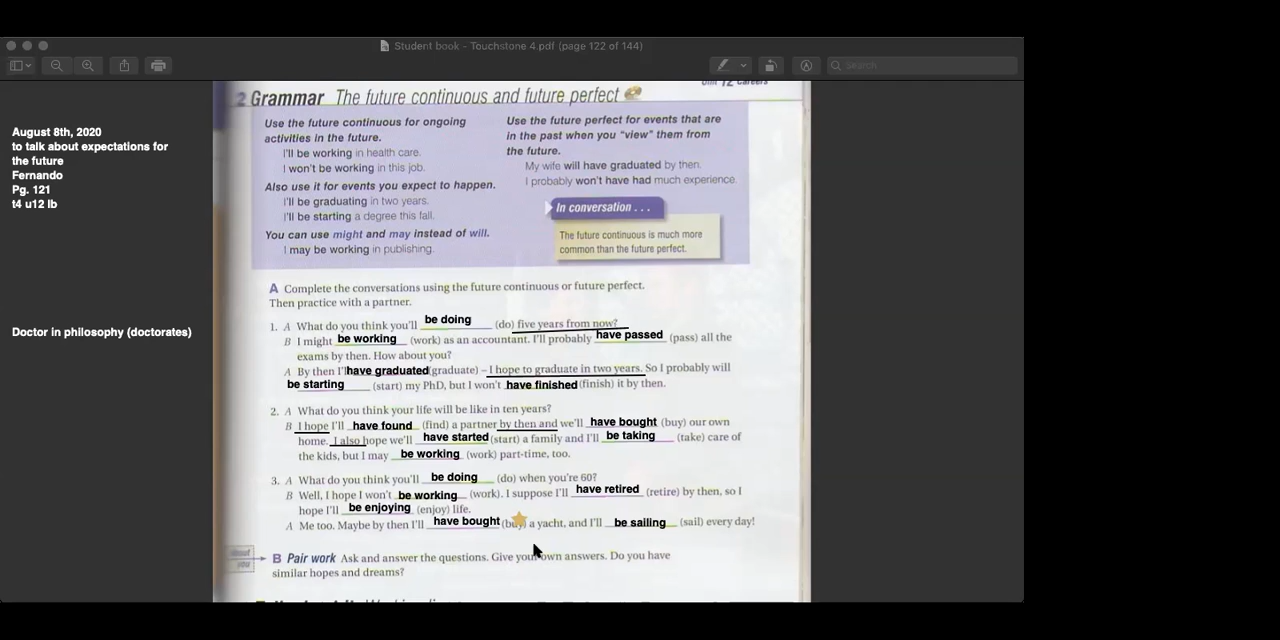 Student book - Touchstone 4.pdf (page 122 of 144)
Search
Unit 12 Careers
2 Grammar The future continuous and future perfect
August 8th, 2020
to talk about expectations for
the future
Fernando
Pg. 121
t4 u12 lb
Doctor in philosophy (doctorates)
Use the future continuous for ongoing
activities in the future.
I'll be working in health care.
I won't be working in this job.
Also use it for events you expect to happen.
I'll be graduating in two years.
I'll be starting a degree this fall.
You can use might and may instead of will.
I may be working in publishing.
Use the future perfect for events that are
in the past when you "view" them from
the future.
My wife will have graduated by then.
I probably won't have had much experience.
In conversation . . .
The future continuous is much more
common than the future perfect.
A Complete the conversations using the future continuous or future perfect.
Then practice with a partner.
1. A What do you think you'll be doing (do) five years from now?
B I might be working (work) as an accountant. I'll probably have passed (pass) all the
exams by then. How about you?
A By then I'll have graduated (graduate) – I hope to graduate in two years. So I probably will
be starting (start) my PhD, but I won't have finished (finish) it by then.
2. A What do you think your life will be like in ten years?
B I hope I'll have found (find) a partner by then and we'll have bought (buy) our own
home. I also hope we'll have started (start) a family and I'll be taking (take) care of
the kids, but I may be working (work) part-time, too.
3. A What do you think you'll be doing (do) when you're 60?
B Well, I hope I won't be working (work). I suppose I'll have retired (retire) by then, so I
hope I'll be enjoying (enjoy) life.
A Me too. Maybe by then I'll have bought (buy) a yacht, and I'll be sailing (sail) every day!
About
you
B Pair work Ask and answer the questions. Give your own answers. Do you have
similar hopes and dreams?